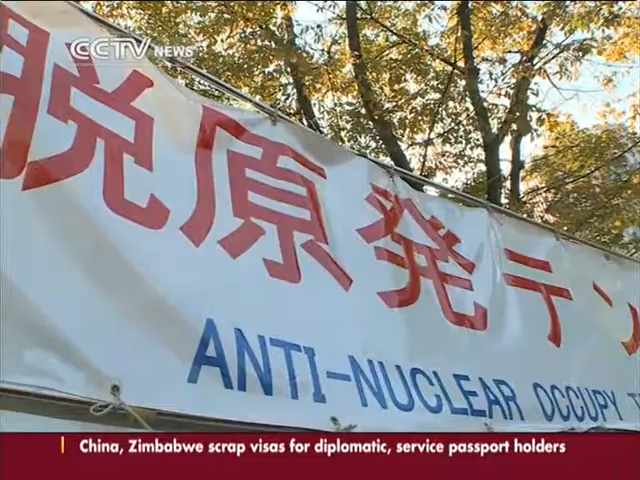 CCTV NEWS
脱原発テン
ANTI-NUCLEAR OCCUPY T
China, Zimbabwe scrap visas for diplomatic, service passport holders